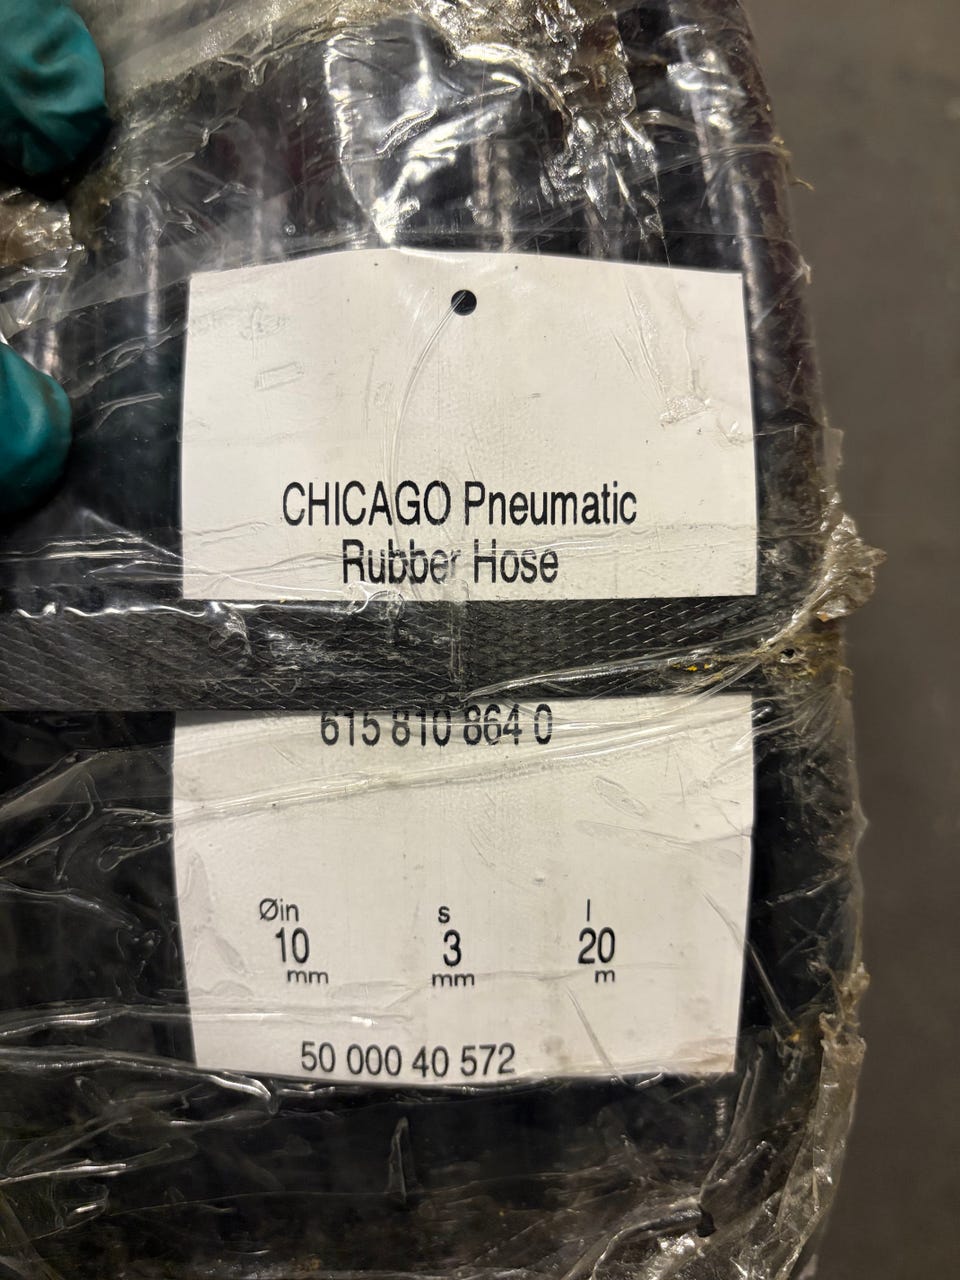 CHICAGO Pneumatic
Rubber Hose
615 810 864 0
Øin s l
10 3 20
mm mm m
50 000 40 572